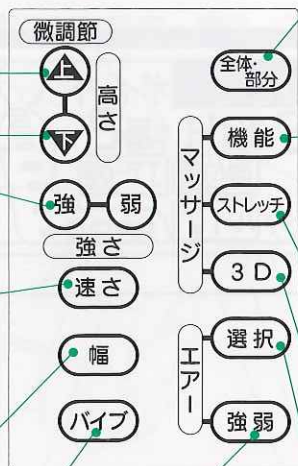 微調節
上
高さ
下
強
弱
強さ
速さ
幅
バイブ
全体・
部分
マッサージ
機能
ストレッチ
3D
エアー
選択
強弱